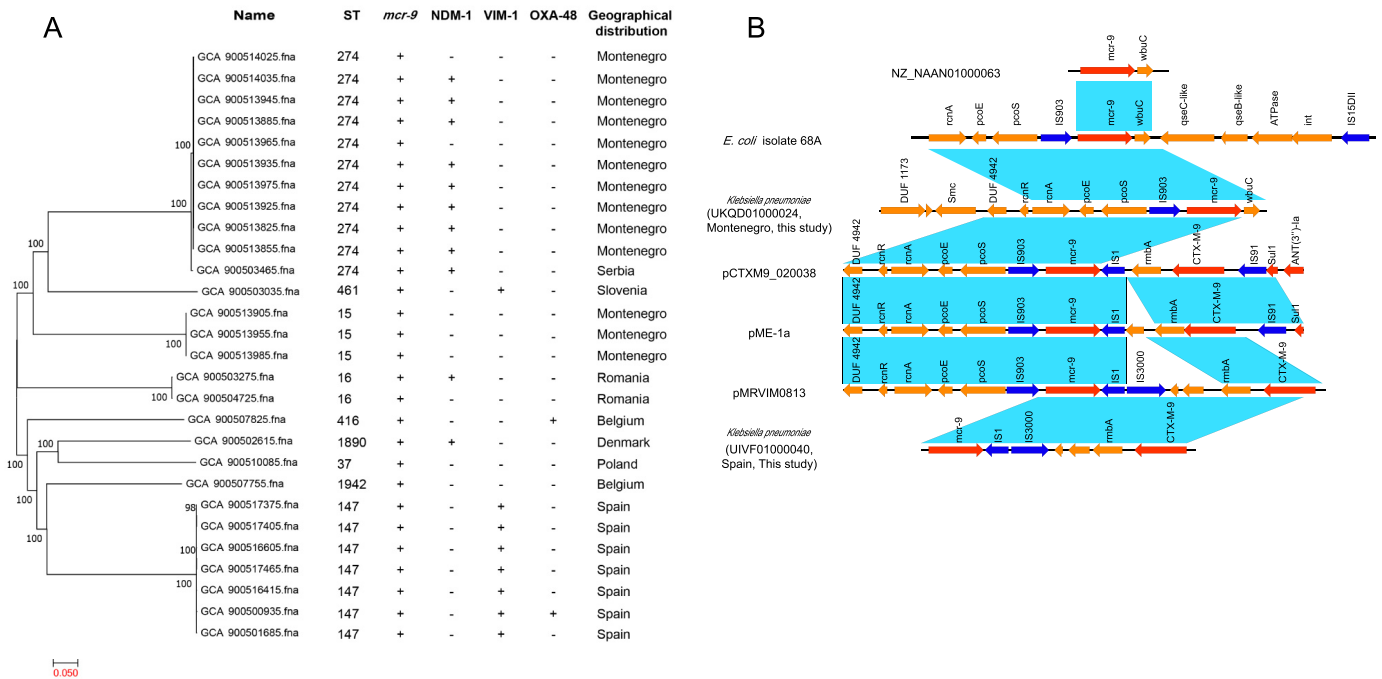 A
Name ST mcr-9 NDM-1 VIM-1 OXA-48 Geographical
distribution
GCA 900514025.fna 274 + - - - Montenegro
GCA 900514035.fna 274 + + - - Montenegro
GCA 900513945.fna 274 + + - - Montenegro
GCA 900513885.fna 274 + + - - Montenegro
GCA 900513965.fna 274 + - - - Montenegro
GCA 900513935.fna 274 + + - - Montenegro
GCA 900513975.fna 274 + + - - Montenegro
GCA 900513925.fna 274 + + - - Montenegro
GCA 900513825.fna 274 + + - - Montenegro
GCA 900513855.fna 274 + + - - Montenegro
GCA 900503465.fna 274 + + - - Serbia
GCA 900503035.fna 461 + - + - Slovenia
GCA 900513905.fna 15 + - - - Montenegro
GCA 900513955.fna 15 + - - - Montenegro
GCA 900513985.fna 15 + - - - Montenegro
GCA 900503275.fna 16 + + - - Romania
GCA 900504725.fna 16 + - - - Romania
GCA 900507825.fna 416 + - - + Belgium
GCA 900502615.fna 1890 + + - - Denmark
GCA 900510085.fna 37 + - - - Poland
GCA 900507755.fna 1942 + - - - Belgium
GCA 900517375.fna 147 + - + - Spain
GCA 900517405.fna 147 + - + - Spain
GCA 900516605.fna 147 + - + - Spain
GCA 900517465.fna 147 + - + - Spain
GCA 900516415.fna 147 + - + - Spain
GCA 900500935.fna 147 + - + + Spain
GCA 900501685.fna 147 + - + - Spain
100
100
100
100
100
100
100
100
100
100
98
100
100
0.050
B
mcr-9 wbuC
NZ_NAAN01000063
rcnA pcoE pcoS IS903 mcr-9 wbuC qseC-like qseB-like ATPase int IS15DII
E. coli isolate 68A
DUF 1173 Smc DUF 4942 rcnR rcnA pcoE pcoS IS903 mcr-9 wbuC
Klebsiella pneumoniae
(UKQD01000024,
Montenegro, this study)
DUF 4942 rcnR rcnA pcoE pcoS IS903 mcr-9 IS1 rmbA CTX-M-9 IS91 Sul1 ANT(3")-Ia
pCTXM9_020038
DUF 4942 rcnR rcnA pcoE pcoS IS903 mcr-9 IS1 rmbA CTX-M-9 IS91 Sul1
pME-1a
DUF 4942 rcnR rcnA pcoE pcoS IS903 mcr-9 IS1 IS3000 rmbA CTX-M-9
pMRVIM0813
mcr-9 IS1 IS3000 rmbA CTX-M-9
Klebsiella pneumoniae
(UIVF01000040,
Spain, This study)